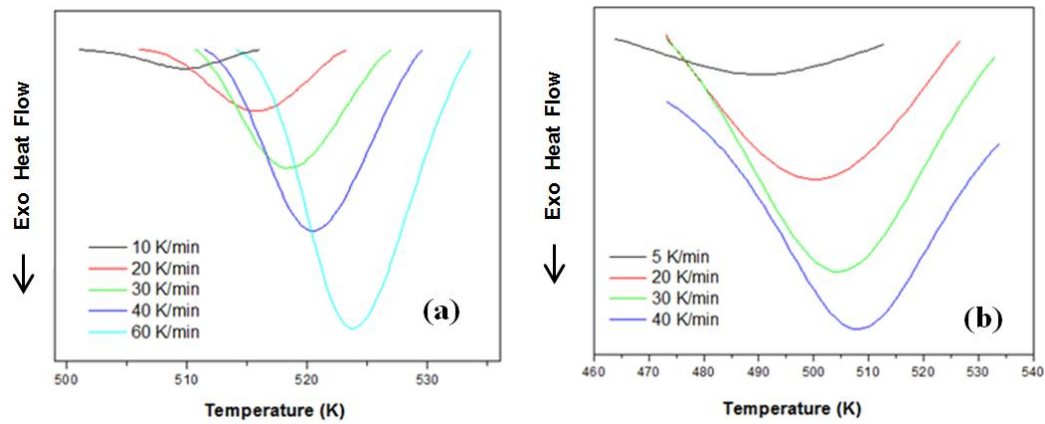 Exo Heat Flow
10 K/min
20 K/min
30 K/min
40 K/min
60 K/min
(a)
500 510 520 530
Temperature (K)
Exo Heat Flow
5 K/min
20 K/min
30 K/min
40 K/min
(b)
460 470 480 490 500 510 520 530 540
Temperature (K)